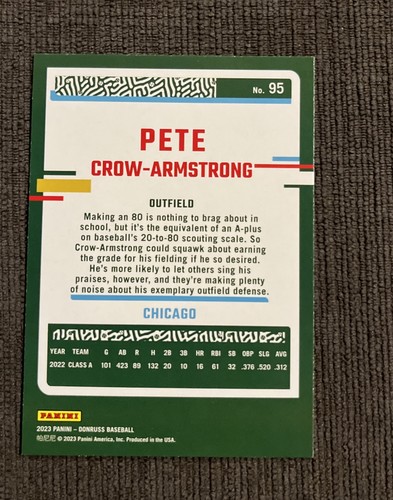 No. 95
PETE
CROW-ARMSTRONG
OUTFIELD
Making an 80 is nothing to brag about in
school, but it's the equivalent of an A-plus
on baseball's 20-to-80 scouting scale. So
Crow-Armstrong could squawk about earning
the grade for his fielding if he so desired.
He's more likely to let others sing his
praises, however, and they're making plenty
of noise about his exemplary outfield defense.
CHICAGO
YEAR TEAM G AB R H 2B 3B HR RBI SB OBP SLG AVG
2022 CLASS A 101 423 89 132 20 10 16 61 32 .376 .520 .312
PANINI
2023 PANINI – DONRUSS BASEBALL
帕尼尼 © 2023 Panini America, Inc. Produced in the USA.